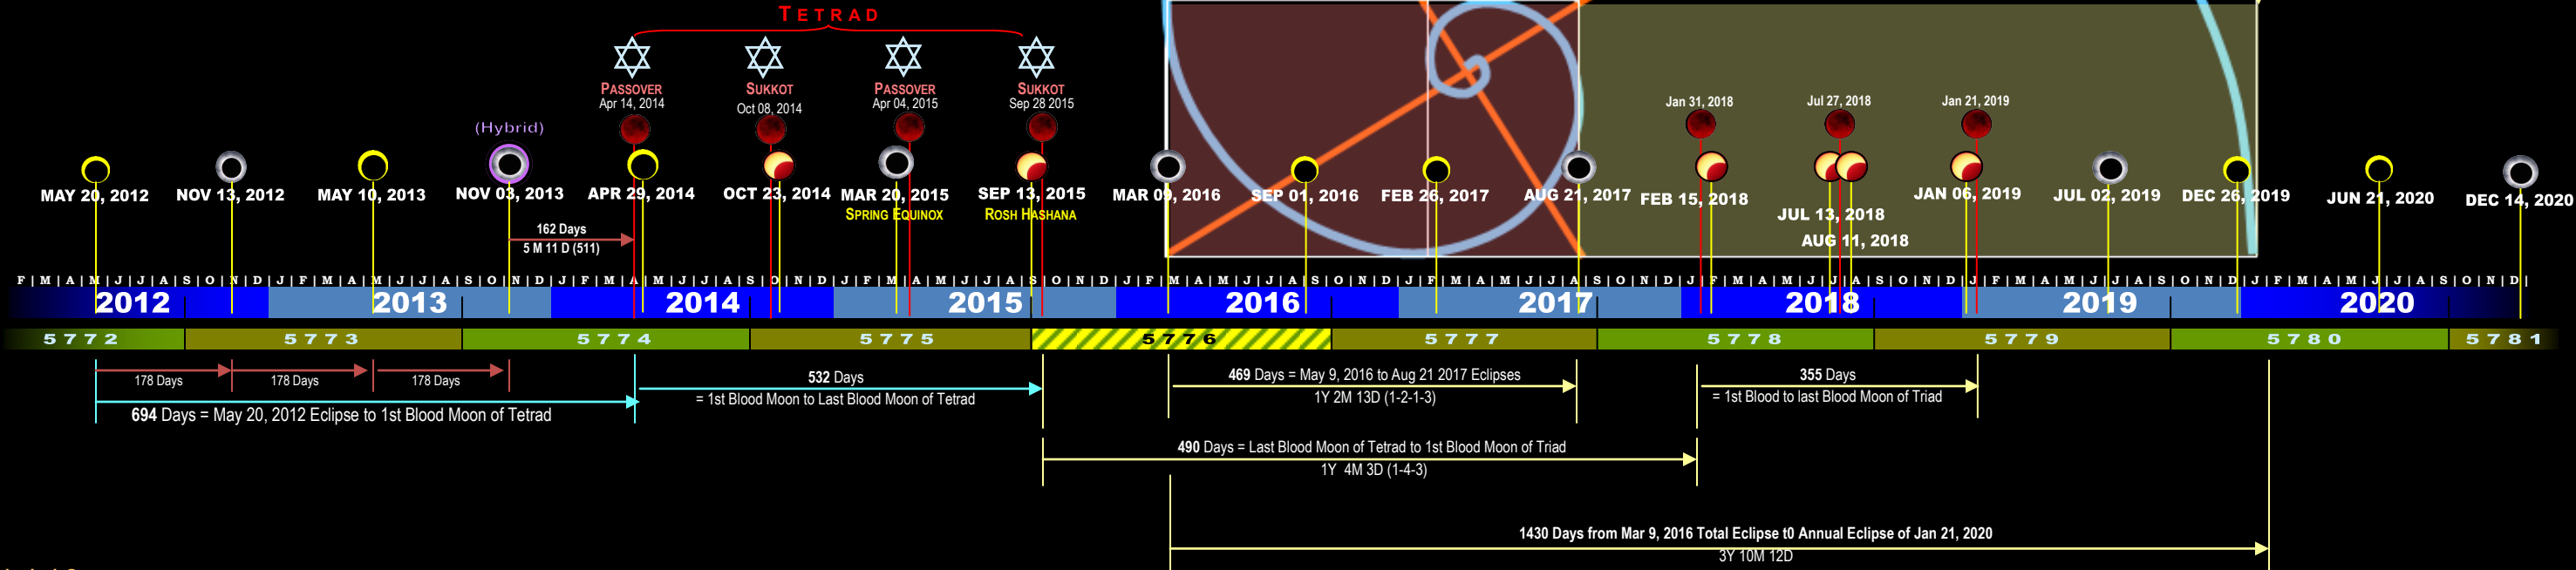 TETRAD
PASSOVER
Apr 14, 2014
SUKKOT
Oct 08, 2014
PASSOVER
Apr 04, 2015
SUKKOT
Sep 28 2015
Jan 31, 2018
Jul 27, 2018
Jan 21, 2019
(Hybrid)
MAY 20, 2012
NOV 13, 2012
MAY 10, 2013
NOV 03, 2013
APR 29, 2014
OCT 23, 2014
MAR 20, 2015
SPRING EQUINOX
SEP 13, 2015
ROSH HASHANA
MAR 09, 2016
SEP 01, 2016
FEB 26, 2017
AUG 21, 2017
FEB 15, 2018
JUL 13, 2018
AUG 11, 2018
JAN 06, 2019
JUL 02, 2019
DEC 26, 2019
JUN 21, 2020
DEC 14, 2020
162 Days
5 M 11 D (511)
F | M | A | M | J | J | A | S | O | N | D | J | F | M | A | M | J | J | A | S | O | N | D | J | F | M | A | M | J | J | A | S | O | N | D | J | F | M | A | M | J | J | A | S | O | N | D | J | F | M | A | M | J | J | A | S | O | N | D | J | F | M | A | M | J | J | A | S | O | N | D | J | F | M | A | M | J | J | A | S | O | N | D | J | F | M | A | M | J | J | A | S | O | N | D | J | F | M | A | M | J | J | A | S | O | N | D |
2012 2013 2014 2015 2016 2017 2018 2019 2020
5772 5773 5774 5775 5776 5777 5778 5779 5780 5781
178 Days
178 Days
178 Days
694 Days = May 20, 2012 Eclipse to 1st Blood Moon of Tetrad
532 Days
= 1st Blood Moon to Last Blood Moon of Tetrad
469 Days = May 9, 2016 to Aug 21 2017 Eclipses
1Y 2M 13D (1-2-1-3)
355 Days
= 1st Blood to last Blood Moon of Triad
490 Days = Last Blood Moon of Tetrad to 1st Blood Moon of Triad
1Y 4M 3D (1-4-3)
1430 Days from Mar 9, 2016 Total Eclipse t0 Annual Eclipse of Jan 21, 2020
3Y 10M 12D